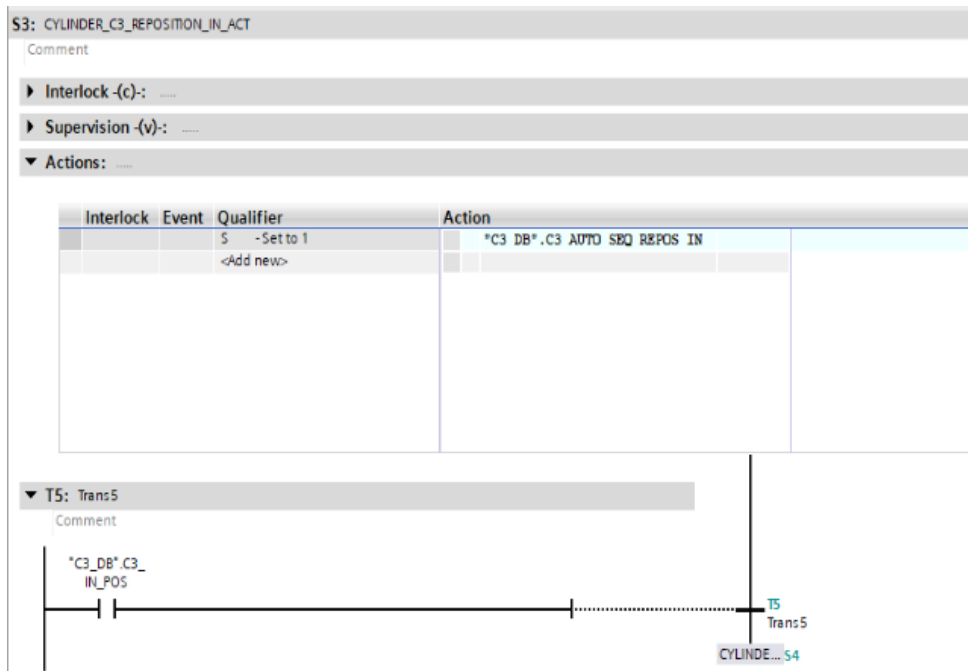 S3: CYLINDER_C3_REPOSITION_IN_ACT
Comment
Interlock -(c)-: .....
Supervision -(v)-: .....
Actions: .....
Interlock Event Qualifier Action
S - Set to 1 "C3 DB".C3 AUTO SEQ REPOS IN
<Add new>
T5: Trans5
Comment
"C3_DB".C3_
IN_POS
T5
Trans5
CYLINDE... S4